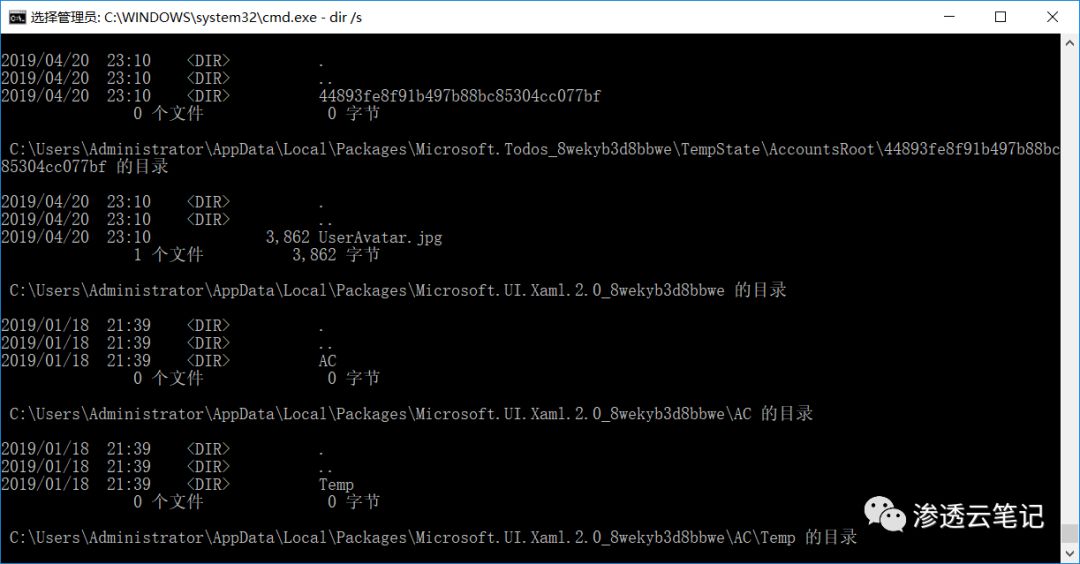 选择管理员: C:\WINDOWS\system32\cmd.exe - dir /s
2019/04/20  23:10    <DIR>          .
2019/04/20  23:10    <DIR>          ..
2019/04/20  23:10    <DIR>          44893fe8f91b497b88bc85304cc077bf
               0 个文件              0 字节
 C:\Users\Administrator\AppData\Local\Packages\Microsoft.Todos_8wekyb3d8bbwe\TempState\AccountsRoot\44893fe8f91b497b88bc
85304cc077bf 的目录
2019/04/20  23:10    <DIR>          .
2019/04/20  23:10    <DIR>          ..
2019/04/20  23:10             3,862 UserAvatar.jpg
               1 个文件          3,862 字节
 C:\Users\Administrator\AppData\Local\Packages\Microsoft.UI.Xaml.2.0_8wekyb3d8bbwe 的目录
2019/01/18  21:39    <DIR>          .
2019/01/18  21:39    <DIR>          ..
2019/01/18  21:39    <DIR>          AC
               0 个文件              0 字节
 C:\Users\Administrator\AppData\Local\Packages\Microsoft.UI.Xaml.2.0_8wekyb3d8bbwe\AC 的目录
2019/01/18  21:39    <DIR>          .
2019/01/18  21:39    <DIR>          ..
2019/01/18  21:39    <DIR>          Temp
               0 个文件              0 字节
渗透云笔记
 C:\Users\Administrator\AppData\Local\Packages\Microsoft.UI.Xaml.2.0_8wekyb3d8bbwe\AC\Temp 的目录